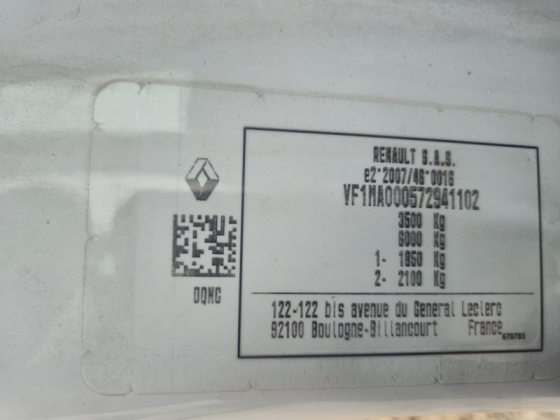 RENAULT S.A.S.
e2*2007/46*0016
VF1MA000572941102
3500 Kg
6000 Kg
1- 1850 Kg
2- 2100 Kg
DQMG
122-122 bis avenue du General Leclerc
92100 Boulogne-Billancourt France